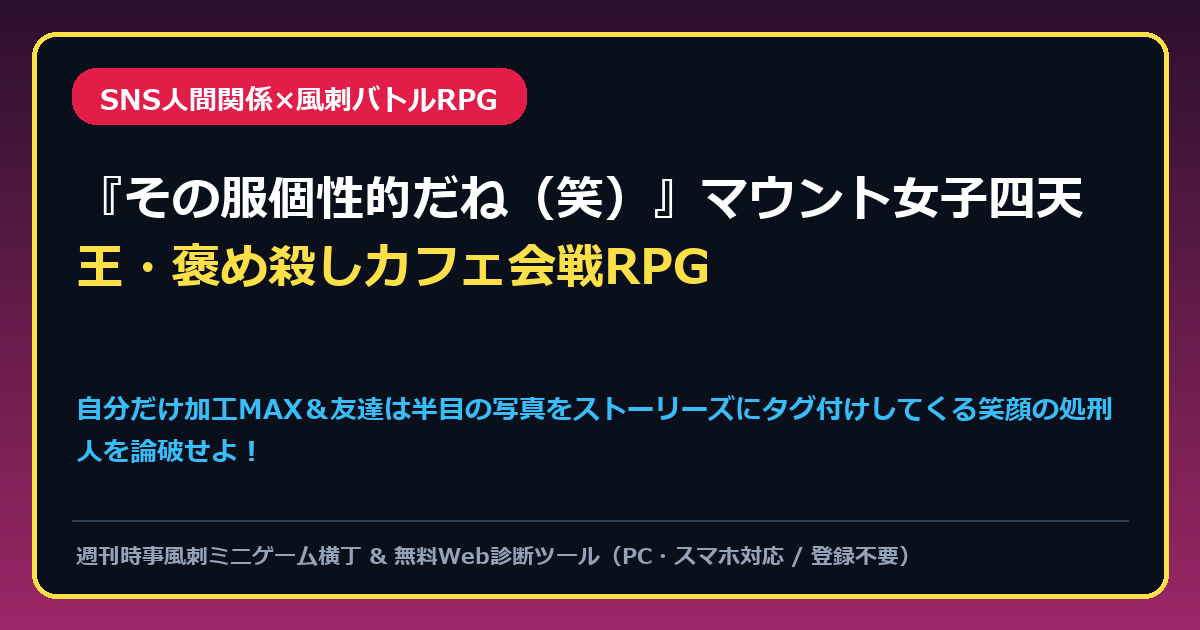 SNS人間関係×風刺バトルRPG
『その服個性的だね（笑）』マウント女子四天
王・褒め殺しカフェ会戦RPG
自分だけ加工MAX＆友達は半目の写真をストーリーズにタグ付けしてくる笑顔の処刑
人を論破せよ！
週刊時事風刺ミニゲーム横丁 & 無料Web診断ツール（PC・スマホ対応 / 登録不要）